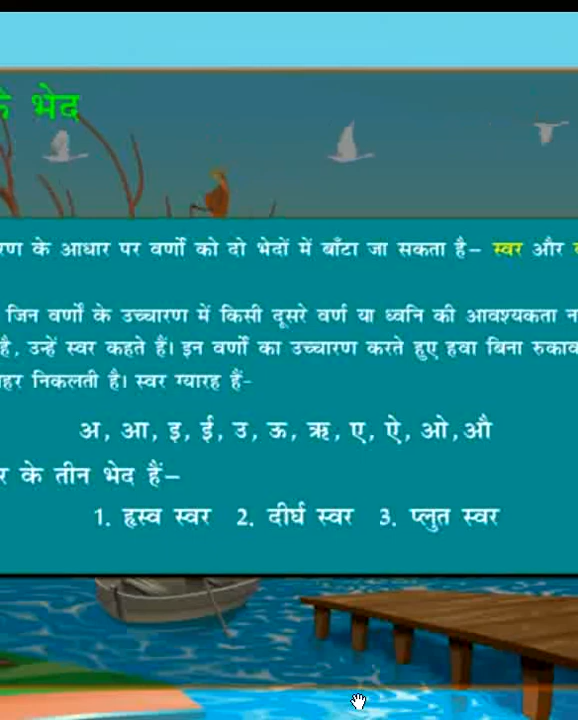 के भेद
रण के आधार पर वर्णों को दो भेदों में बाँटा जा सकता है– स्वर और
जिन वर्णों के उच्चारण में किसी दूसरे वर्ण या ध्वनि की आवश्यकता न
है, उन्हें स्वर कहते हैं। इन वर्णों का उच्चारण करते हुए हवा बिना रुकाव
हर निकलती है। स्वर ग्यारह हैं-
अ, आ, इ, ई, उ, ऊ, ऋ, ए, ऐ, ओ,औ
र के तीन भेद हैं–
1. हृस्व स्वर 2. दीर्घ स्वर 3. प्लुत स्वर